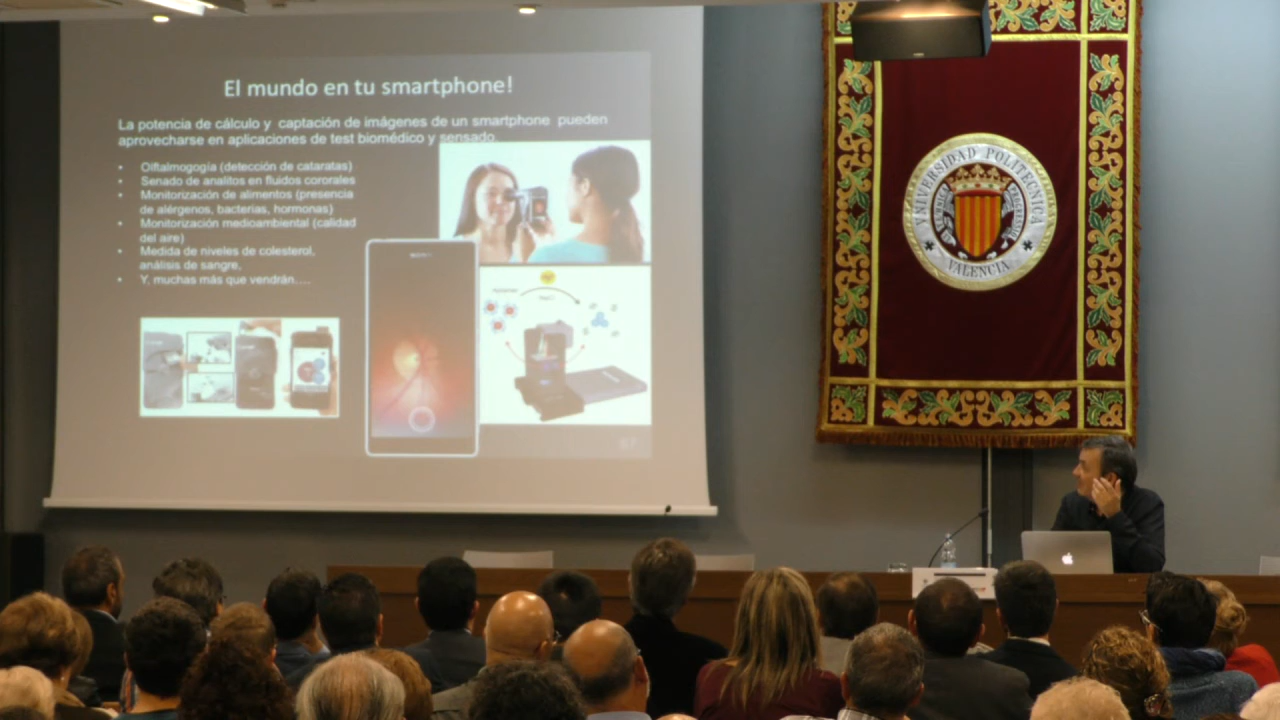 El mundo en tu smartphone!
La potencia de cálculo y captación de imágenes de un smartphone pueden
aprovecharse en aplicaciones de test biomédico y sensado.
• Oiftalmogogía (detección de cataratas)
• Senado de analitos en fluidos cororales
• Monitorización de alimentos (presencia
de alérgenos, bacterias, hormonas)
• Monitorización medioambiental (calidad
del aire)
• Medida de niveles de colesterol,
análisis de sangre,
• Y, muchas más que vendrán….
UNIVERSIDAD POLITECNICA
VALENCIA